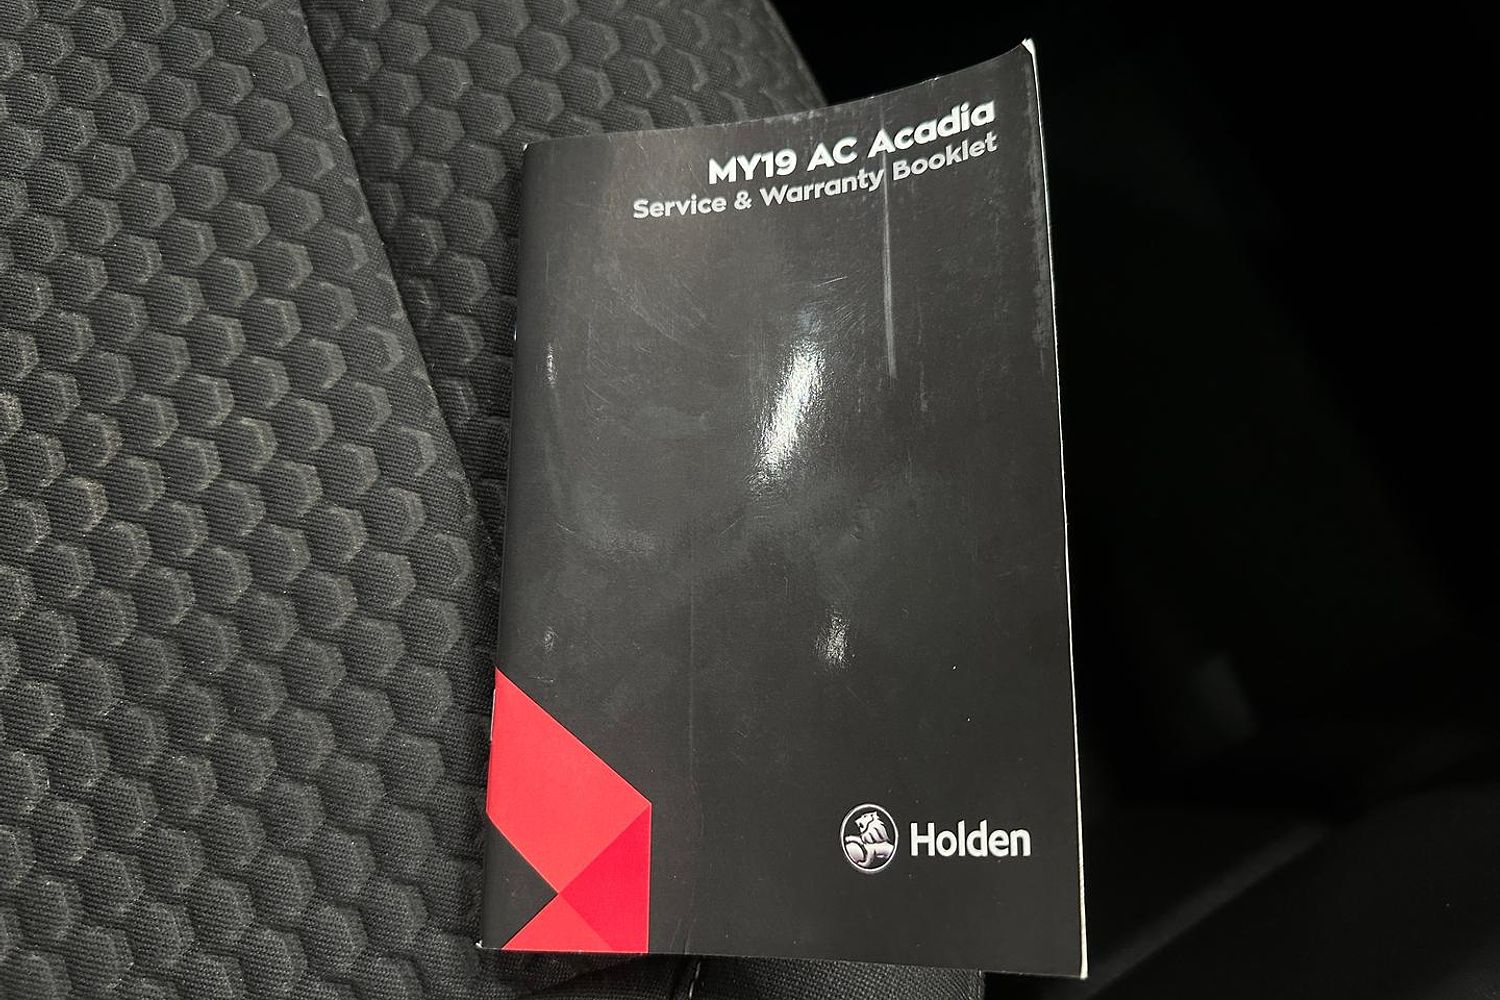 MY19 AC Acadia
Service & Warranty Booklet
Holden